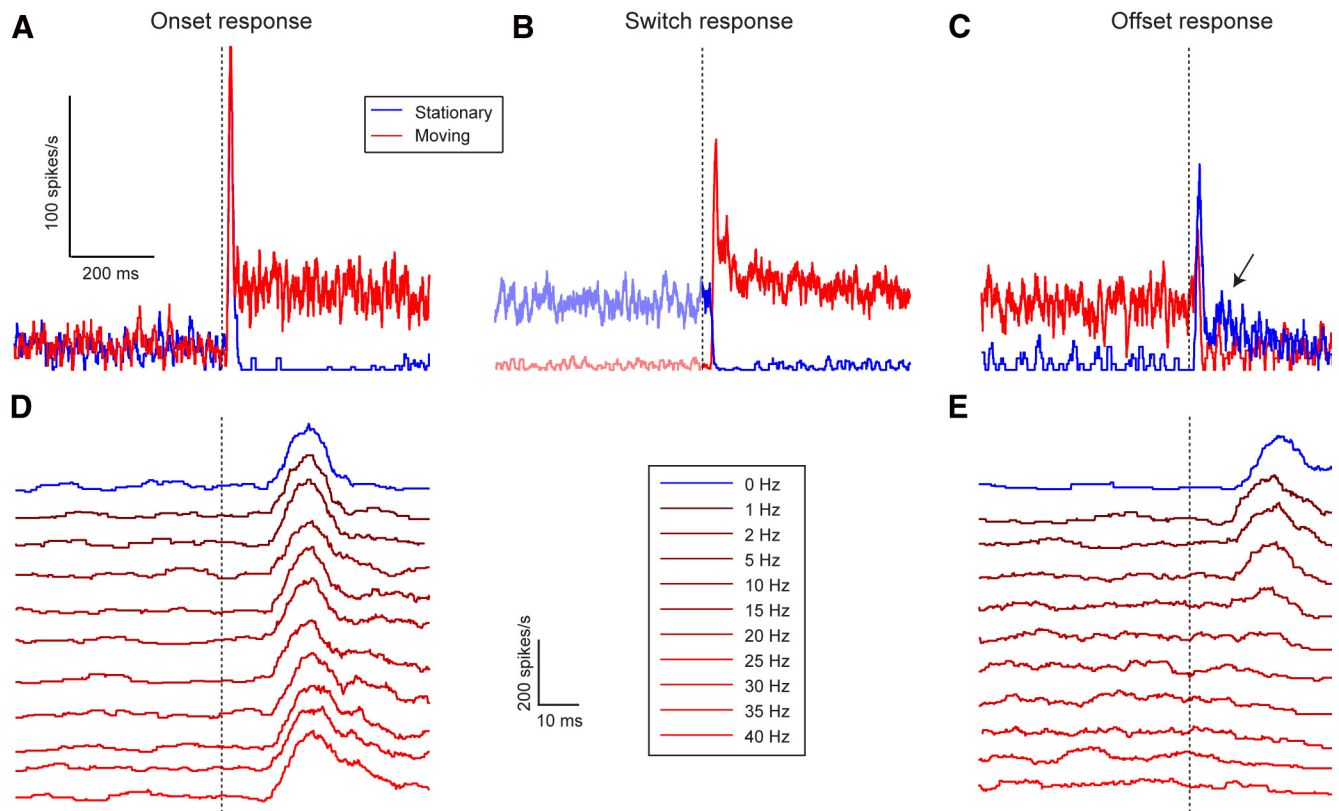 A
Onset response
B
Switch response
C
Offset response
100 spikes/s
200 ms
Stationary
Moving
D
E
0 Hz
1 Hz
2 Hz
5 Hz
10 Hz
15 Hz
20 Hz
25 Hz
30 Hz
35 Hz
40 Hz
200 spikes/s
10 ms